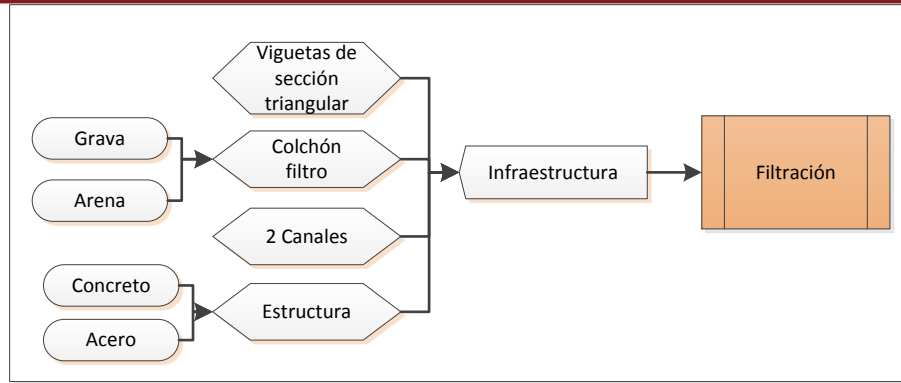 Viguetas de
sección
triangular
Grava
Colchón
filtro
Arena
Infraestructura
Filtración
2 Canales
Concreto
Estructura
Acero